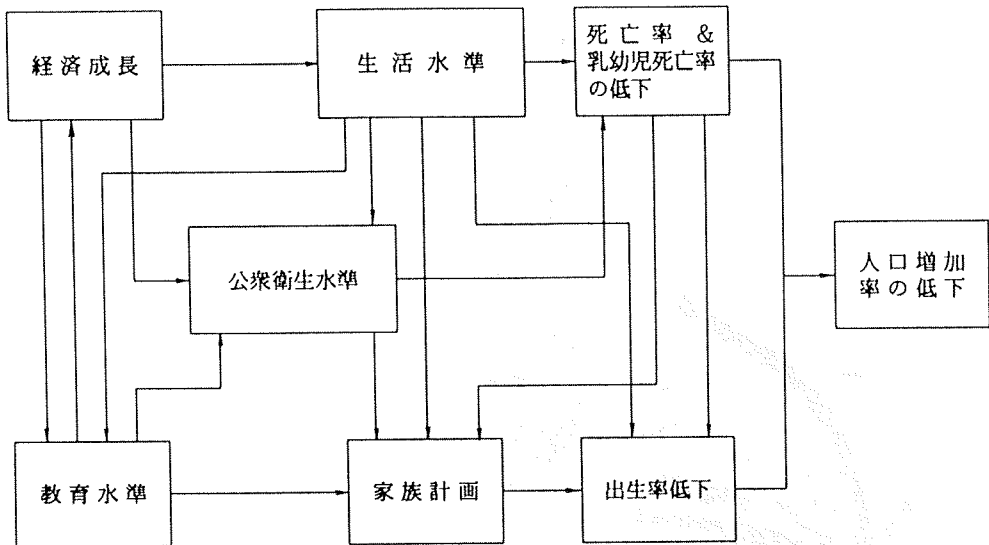 経済成長
生活水準
死亡率 &
乳幼児死亡率
の低下
公衆衛生水準
人口増加
率の低下
教育水準
家族計画
出生率低下